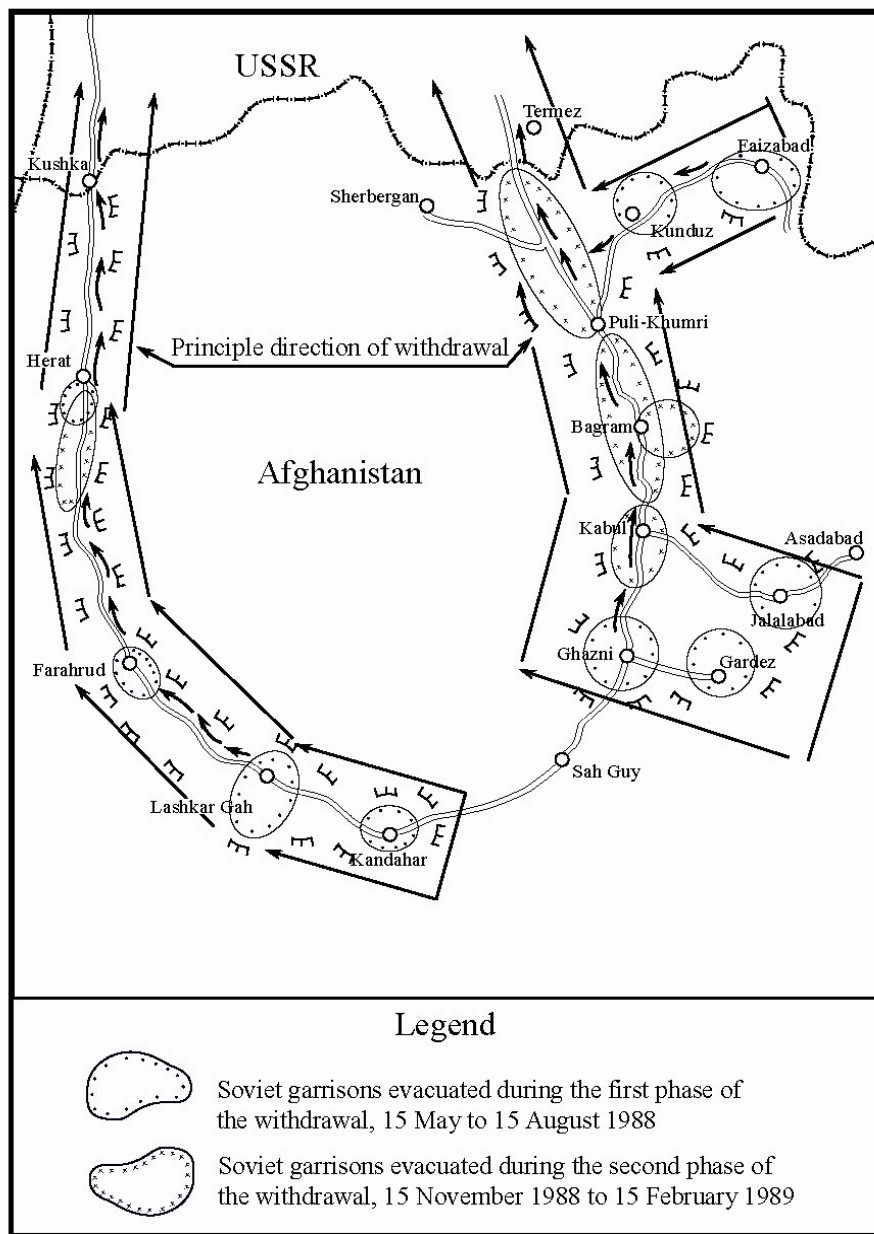 USSR
Termez
Faizabad
Kushka
Sherbergan
Kunduz
Puli-Khumri
Principle direction of withdrawal
Herat
Bagram
Afghanistan
Kabul
Asadabad
Jalalabad
Ghazni
Gardez
Farahrud
Sah Guy
Lashkar Gah
Kandahar
Legend
Soviet garrisons evacuated during the first phase of
the withdrawal, 15 May to 15 August 1988
Soviet garrisons evacuated during the second phase of
the withdrawal, 15 November 1988 to 15 February 1989